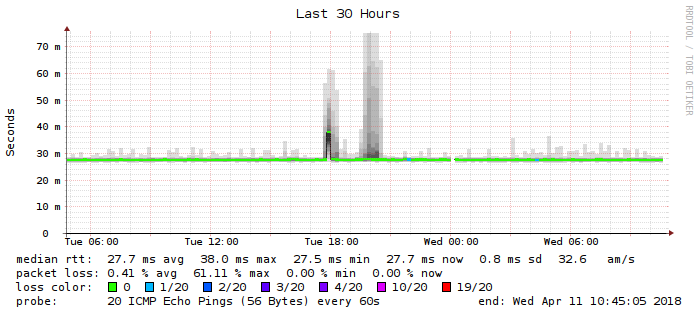 Last 30 Hours
RRDTOOL / TOBI OETIKER
Seconds
70 m
60 m
50 m
40 m
30 m
20 m
10 m
0
Tue 06:00 Tue 12:00 Tue 18:00 Wed 00:00 Wed 06:00
median rtt: 27.7 ms avg 38.0 ms max 27.5 ms min 27.7 ms now 0.8 ms sd 32.6 am/s
packet loss: 0.41 % avg 61.11 % max 0.00 % min 0.00 % now
loss color: 0 1/20 2/20 3/20 4/20 10/20 19/20
probe: 20 ICMP Echo Pings (56 Bytes) every 60s end: Wed Apr 11 10:45:05 2018